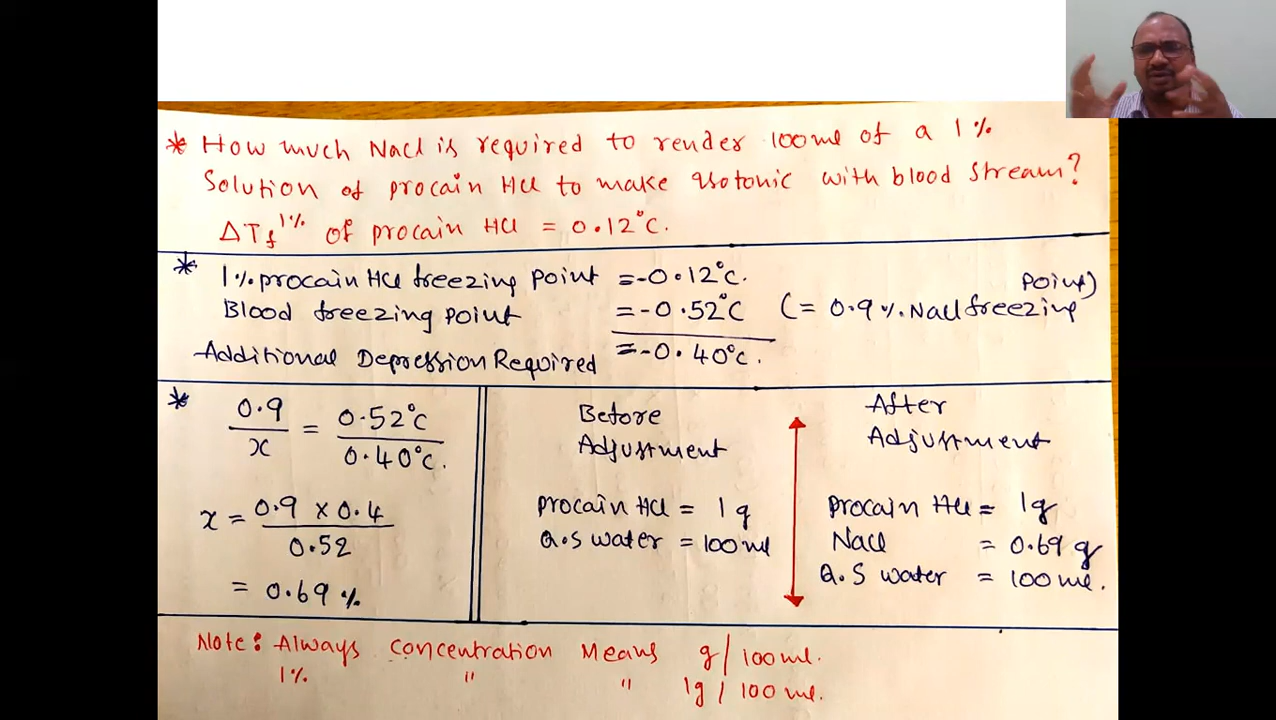 * How much Nacl is required to render 100ml of a 1%
Solution of procain Hcl to make isotonic with blood stream?
ΔTf 1% of procain Hcl = 0.12°C.
* 1% procain Hcl freezing point = -0.12°C.
Blood freezing point = -0.52°C (= 0.9%. Nacl freezing point)
Additional Depression Required = -0.40°C.
* 0.9 / x = 0.52°C / 0.40°C.
x = 0.9 × 0.4 / 0.52
= 0.69 %
Before
Adjustment
procain Hcl = 1g
Q.S water = 100ml
After
Adjustment
procain Hcl = 1g
Nacl = 0.69 g
Q.S water = 100ml.
Note: Always concentration Means g/100ml.
1% " " 1g/100ml.